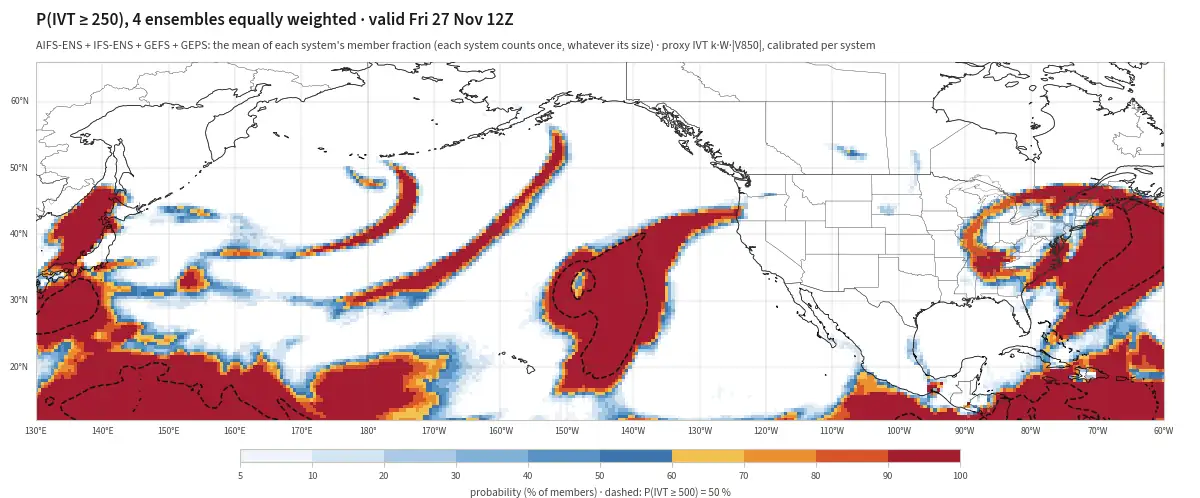 P(IVT ≥ 250), 4 ensembles equally weighted · valid Fri 27 Nov 12Z
AIFS-ENS + IFS-ENS + GEFS + GEPS: the mean of each system's member fraction (each system counts once, whatever its size) · proxy IVT k·W·|V850|, calibrated per system
60°N
50°N
40°N
30°N
20°N
130°E 140°E 150°E 160°E 170°E 180° 170°W 160°W 150°W 140°W 130°W 120°W 110°W 100°W 90°W 80°W 70°W 60°W
5 10 20 30 40 50 60 70 80 90 100
probability (% of members) · dashed: P(IVT ≥ 500) = 50 %